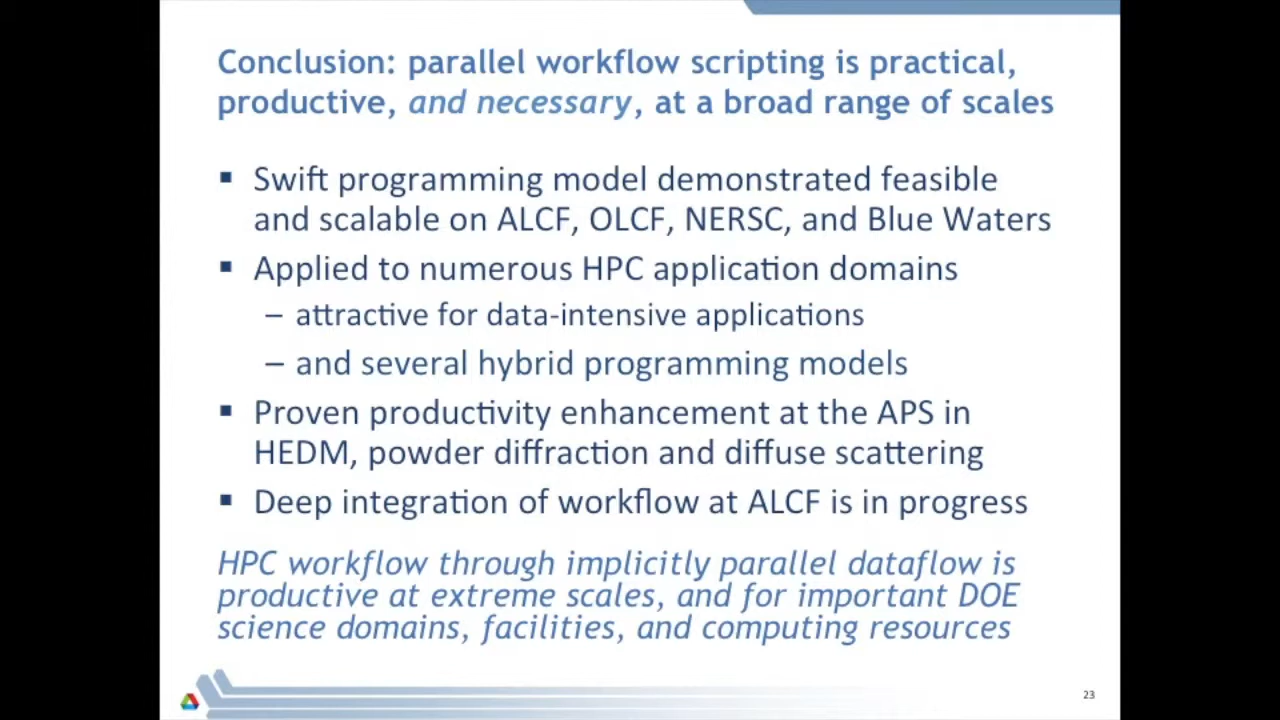 Conclusion: parallel workflow scripting is practical,
productive, and necessary, at a broad range of scales
▪ Swift programming model demonstrated feasible
and scalable on ALCF, OLCF, NERSC, and Blue Waters
▪ Applied to numerous HPC application domains
– attractive for data-intensive applications
– and several hybrid programming models
▪ Proven productivity enhancement at the APS in
HEDM, powder diffraction and diffuse scattering
▪ Deep integration of workflow at ALCF is in progress
HPC workflow through implicitly parallel dataflow is
productive at extreme scales, and for important DOE
science domains, facilities, and computing resources
23